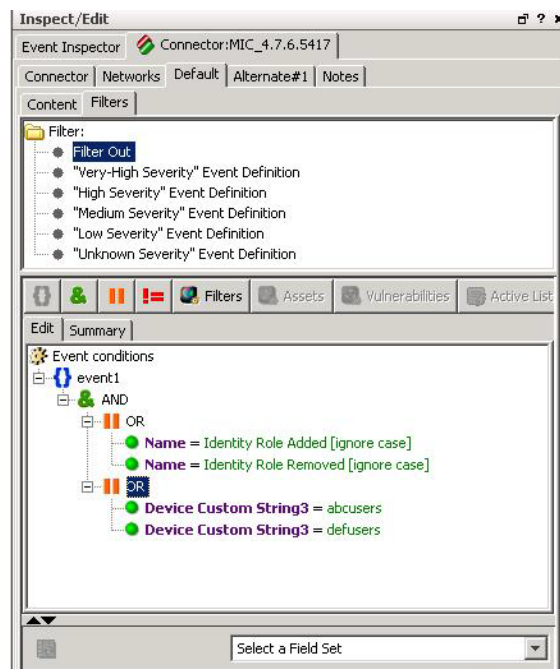 Inspect/Edit
Event Inspector Connector:MIC_4.7.6.5417
Connector Networks Default Alternate#1 Notes
Content Filters
Filter:
Filter Out
"Very-High Severity" Event Definition
"High Severity" Event Definition
"Medium Severity" Event Definition
"Low Severity" Event Definition
"Unknown Severity" Event Definition
{} & != Filters Assets Vulnerabilities Active List
Edit Summary
Event conditions
{} event1
& AND
OR
Name = Identity Role Added [ignore case]
Name = Identity Role Removed [ignore case]
OR
Device Custom String3 = abcusers
Device Custom String3 = defusers
Select a Field Set